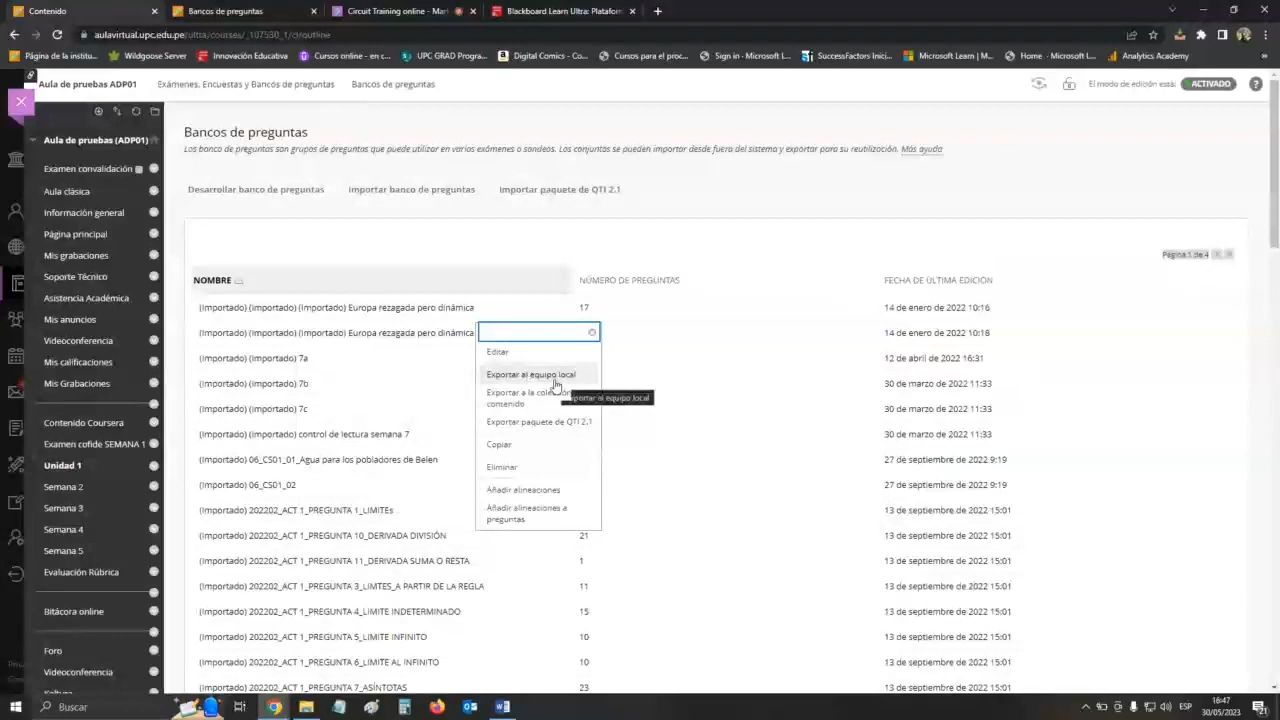 Contenido
Bancos de preguntas
Circuit Training online - Mar
Blackboard Learn Ultra: Platafor
aulavirtual.upc.edu.pe/ultra/courses/_107530_1/cl/outline
Página de la institu...
Wildgoose Server
Innovación Educativa
Cursos online - en c...
UPC GRAD Progra...
Digital Comics - Co...
Cursos para el proc...
Sign in - Microsoft L...
SuccessFactors Inici...
Microsoft Learn | M...
Home - Microsoft L...
Analytics Academy
Aula de pruebas ADP01
Exámenes, Encuestas y Bancos de preguntas
Bancos de preguntas
El modo de edición está:
ACTIVADO
?
Aula de pruebas (ADP01)
Examen convalidación
Aula clásica
Información general
Página principal
Mis grabaciones
Soporte Técnico
Asistencia Académica
Mis anuncios
Videoconferencia
Mis calificaciones
Mis Grabaciones
Contenido Coursera
Examen cofide SEMANA 1
Unidad 1
Semana 2
Semana 3
Semana 4
Semana 5
Evaluación Rúbrica
Bitácora online
Foro
Videoconferencia
Bancos de preguntas
Los banco de preguntas son grupos de preguntas que puede utilizar en varios exámenes o sondeos. Los conjuntos se pueden importar desde fuera del sistema y exportar para su reutilización. Más ayuda
Desarrollar banco de preguntas
Importar banco de preguntas
Importar paquete de QTI 2.1
Página 1 de 4
NOMBRE
NÚMERO DE PREGUNTAS
FECHA DE ÚLTIMA EDICIÓN
(Importado) (importado) (Importado) Europa rezagada pero dinámica
17
14 de enero de 2022 10:16
(Importado) (importado) (Importado) Europa rezagada pero dinámica
14 de enero de 2022 10:18
(Importado) (importado) 7a
12 de abril de 2022 16:31
(Importado) (importado) 7b
30 de marzo de 2022 11:33
(Importado) (importado) 7c
30 de marzo de 2022 11:33
(Importado) (importado) control de lectura semana 7
30 de marzo de 2022 11:33
(Importado) 06_CS01_01_Agua para los pobladores de Belen
27 de septiembre de 2022 9:19
(Importado) 06_CS01_02
27 de septiembre de 2022 9:19
(Importado) 202202_ACT 1_PREGUNTA 1_LIMITEs
13 de septiembre de 2022 15:01
(Importado) 202202_ACT 1_PREGUNTA 10_DERIVADA DIVISIÓN
21
13 de septiembre de 2022 15:01
(Importado) 202202_ACT 1_PREGUNTA 11_DERIVADA SUMA O RESTA
1
13 de septiembre de 2022 15:01
(Importado) 202202_ACT 1_PREGUNTA 3_LIMTES_A PARTIR DE LA REGLA
11
13 de septiembre de 2022 15:01
(Importado) 202202_ACT 1_PREGUNTA 4_LIMITE INDETERMINADO
15
13 de septiembre de 2022 15:01
(Importado) 202202_ACT 1_PREGUNTA 5_LIMITE INFINITO
10
13 de septiembre de 2022 15:01
(Importado) 202202_ACT 1_PREGUNTA 6_LIMITE AL INFINITO
10
13 de septiembre de 2022 15:01
(Importado) 202202_ACT 1_PREGUNTA 7_ASÍNTOTAS
23
13 de septiembre de 2022 15:01
Editar
Exportar al equipo local
Exportar a la
contenido
Exportar paquete de QTI 2.1
Copiar
Eliminar
Añadir alineaciones
Añadir alineaciones a
preguntas
al equipo local
Buscar
ESP
16:47
30/05/2023